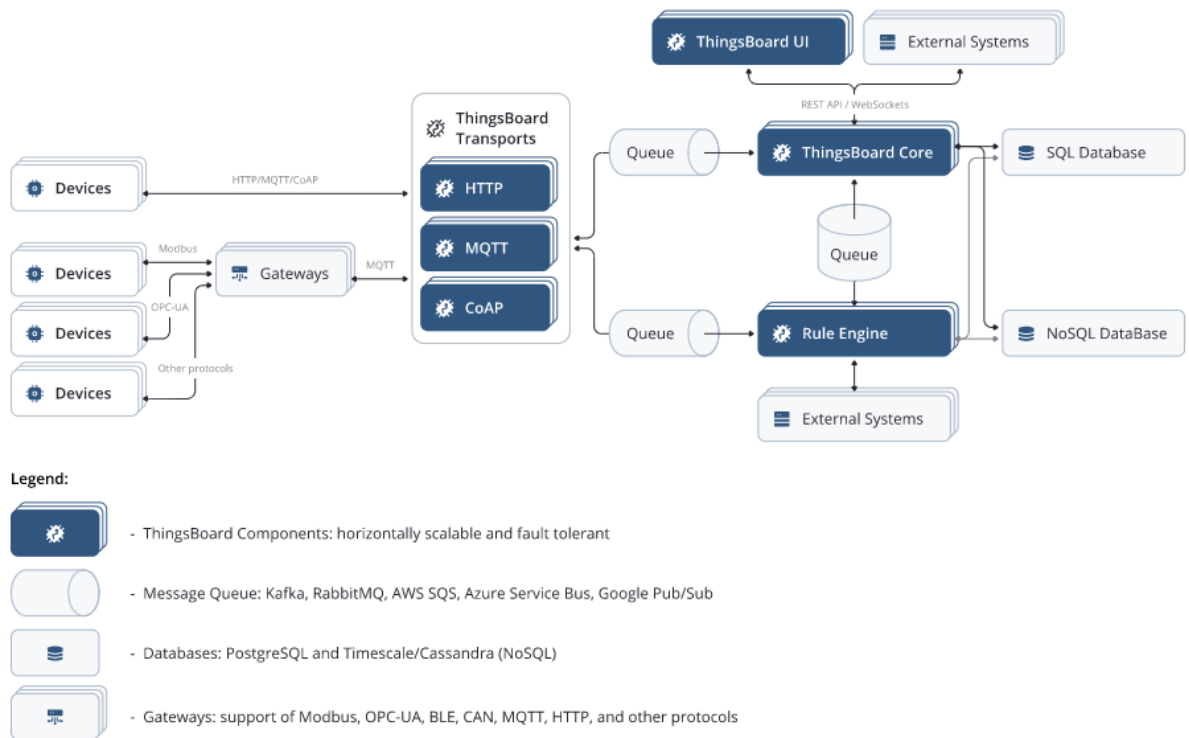 ThingsBoard UI
External Systems
REST API / WebSockets
ThingsBoard
Transports
Queue
ThingsBoard Core
SQL Database
Devices
HTTP/MQTT/CoAP
HTTP
MQTT
CoAP
Devices
Modbus
Gateways
MQTT
OPC-UA
Devices
Other protocols
Devices
Queue
Queue
Rule Engine
NoSQL DataBase
External Systems
Legend:
- ThingsBoard Components: horizontally scalable and fault tolerant
- Message Queue: Kafka, RabbitMQ, AWS SQS, Azure Service Bus, Google Pub/Sub
- Databases: PostgreSQL and Timescale/Cassandra (NoSQL)
- Gateways: support of Modbus, OPC-UA, BLE, CAN, MQTT, HTTP, and other protocols